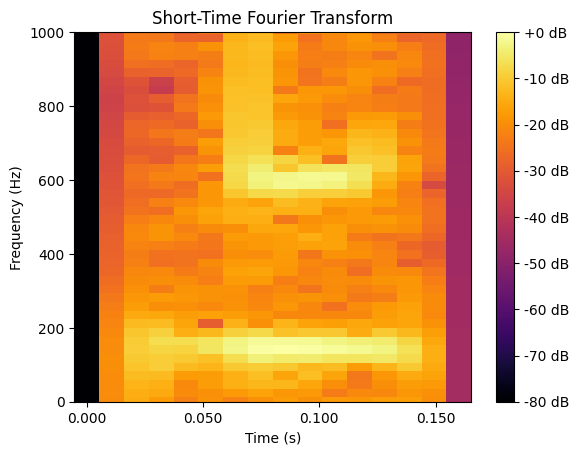 Short-Time Fourier Transform
1000
800
600
400
200
0
Frequency (Hz)
0.000
0.050
0.100
0.150
Time (s)
+0 dB
-10 dB
-20 dB
-30 dB
-40 dB
-50 dB
-60 dB
-70 dB
-80 dB